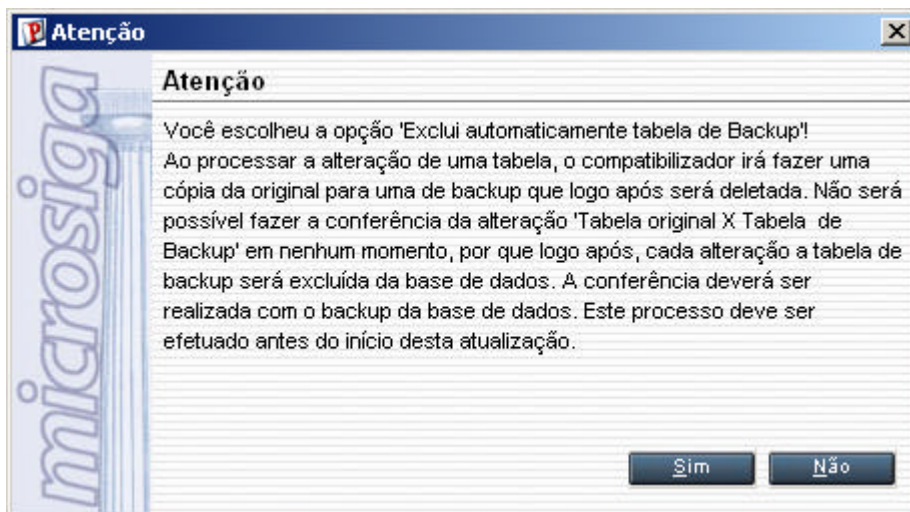 Atenção
Atenção
Você escolheu a opção 'Exclui automaticamente tabela de Backup'!
Ao processar a alteração de uma tabela, o compatibilizador irá fazer uma
cópia da original para uma de backup que logo após será deletada. Não será
possível fazer a conferência da alteração 'Tabela original X Tabela de
Backup' em nenhum momento, por que logo após, cada alteração a tabela de
backup será excluída da base de dados. A conferência deverá ser
realizada com o backup da base de dados. Este processo deve ser
efetuado antes do início desta atualização.
Sim
Não
microsiga